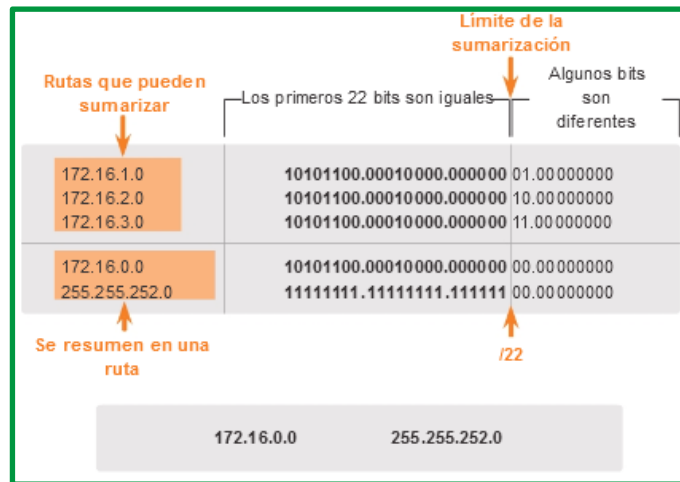 Límite de la
sumarización
Rutas que pueden
sumarizar
Los primeros 22 bits son iguales
Algunos bits
son
diferentes
172.16.1.0 10101100.00010000.000000 01.00000000
172.16.2.0 10101100.00010000.000000 10.00000000
172.16.3.0 10101100.00010000.000000 11.00000000
172.16.0.0 10101100.00010000.000000 00.00000000
255.255.252.0 11111111.11111111.111111 00.00000000
Se resumen en una
ruta
/22
172.16.0.0 255.255.252.0